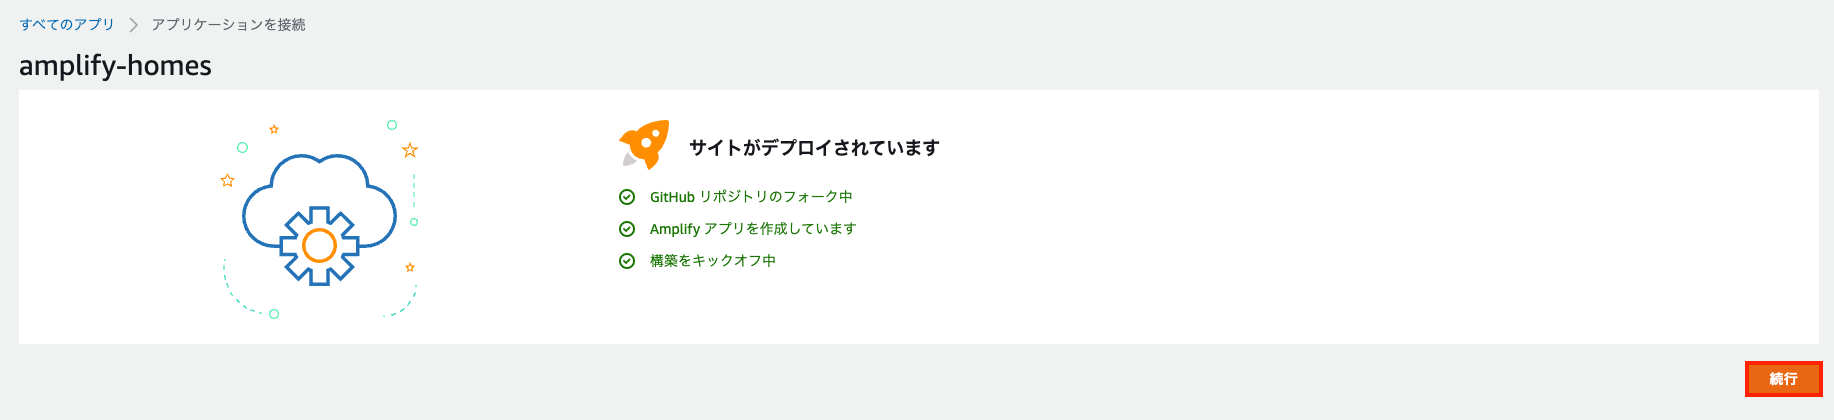 すべてのアプリ アプリケーションを接続
amplify-homes
サイトがデプロイされています
GitHub リポジトリのフォーク中
Amplify アプリを作成しています
構築をキックオフ中
続行